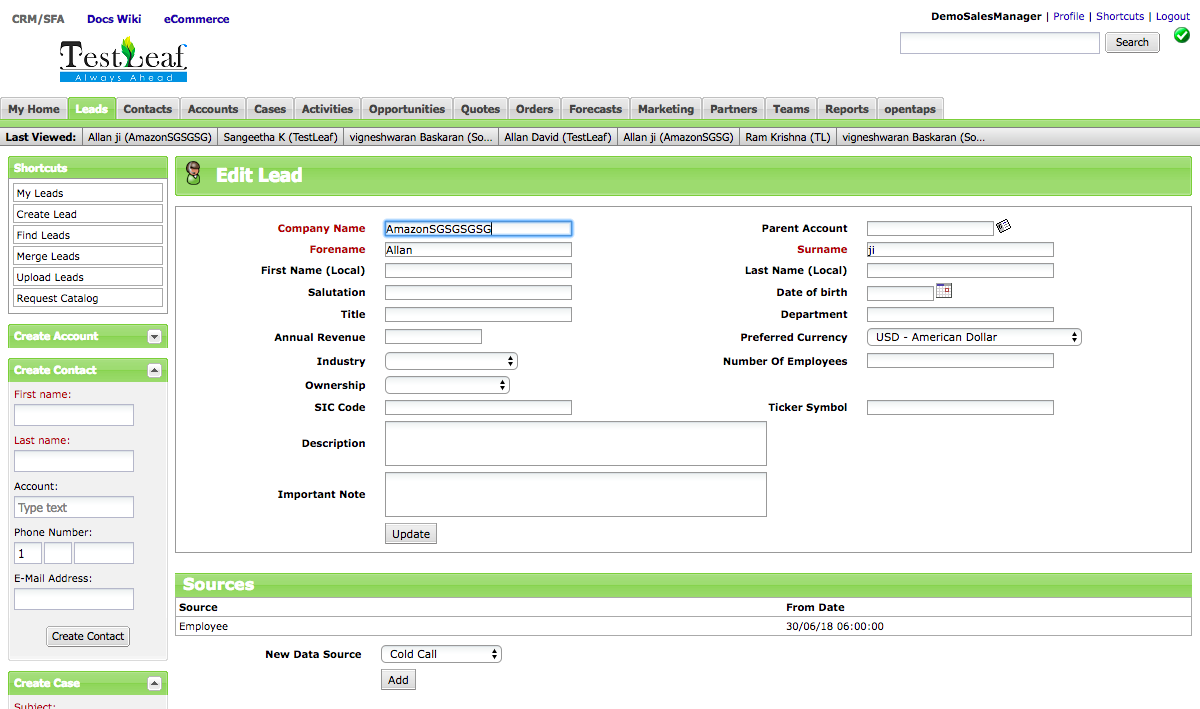 CRM/SFA Docs Wiki eCommerce
DemoSalesManager | Profile | Shortcuts | Logout
TestLeaf
Always Ahead
Search
My Home Leads Contacts Accounts Cases Activities Opportunities Quotes Orders Forecasts Marketing Partners Teams Reports opentaps
Last Viewed: Allan ji (AmazonSGSGSG) Sangeetha K (TestLeaf) vigneshwaran Baskaran (So... Allan David (TestLeaf) Allan ji (AmazonSGSG) Ram Krishna (TL) vigneshwaran Baskaran (So...
Shortcuts
My Leads
Create Lead
Find Leads
Merge Leads
Upload Leads
Request Catalog
Create Account
Create Contact
First name:
Last name:
Account:
Type text
Phone Number:
1
E-Mail Address:
Create Contact
Create Case
Subject:
Edit Lead
Company Name AmazonSGSGSGSG Parent Account
Forename Allan Surname ji
First Name (Local) Last Name (Local)
Salutation Date of birth
Title Department
Annual Revenue Preferred Currency USD - American Dollar
Industry Number Of Employees
Ownership
SIC Code Ticker Symbol
Description
Important Note
Update
Sources
Source From Date
Employee 30/06/18 06:00:00
New Data Source Cold Call
Add